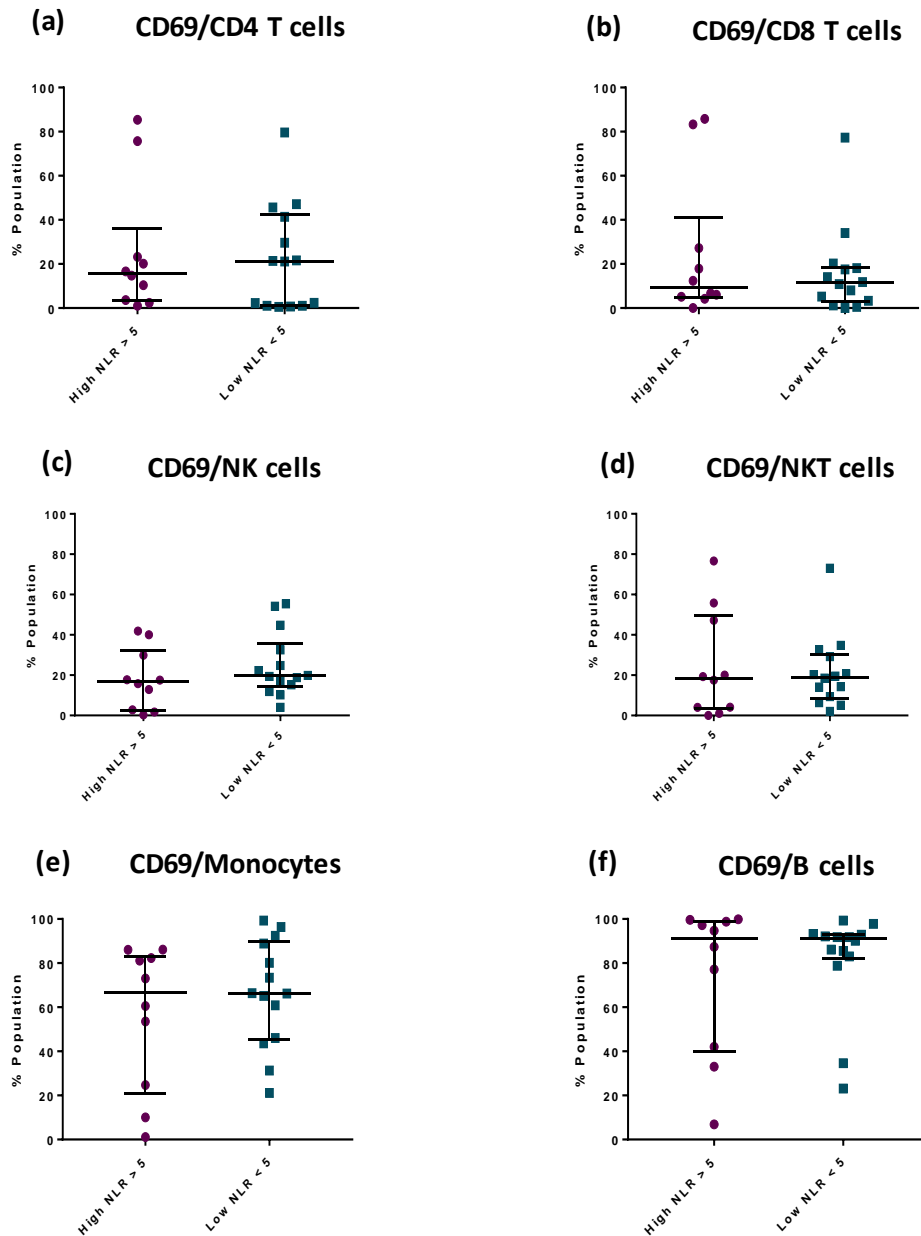 (a) CD69/CD4 T cells
% Population
100
80
60
40
20
0
High NLR > 5
Low NLR < 5
(b) CD69/CD8 T cells
% Population
100
80
60
40
20
0
High NLR > 5
Low NLR < 5
(c) CD69/NK cells
% Population
100
80
60
40
20
0
High NLR > 5
Low NLR < 5
(d) CD69/NKT cells
% Population
100
80
60
40
20
0
High NLR > 5
Low NLR < 5
(e) CD69/Monocytes
% Population
100
80
60
40
20
0
High NLR > 5
Low NLR < 5
(f) CD69/B cells
% Population
100
80
60
40
20
0
High NLR > 5
Low NLR < 5